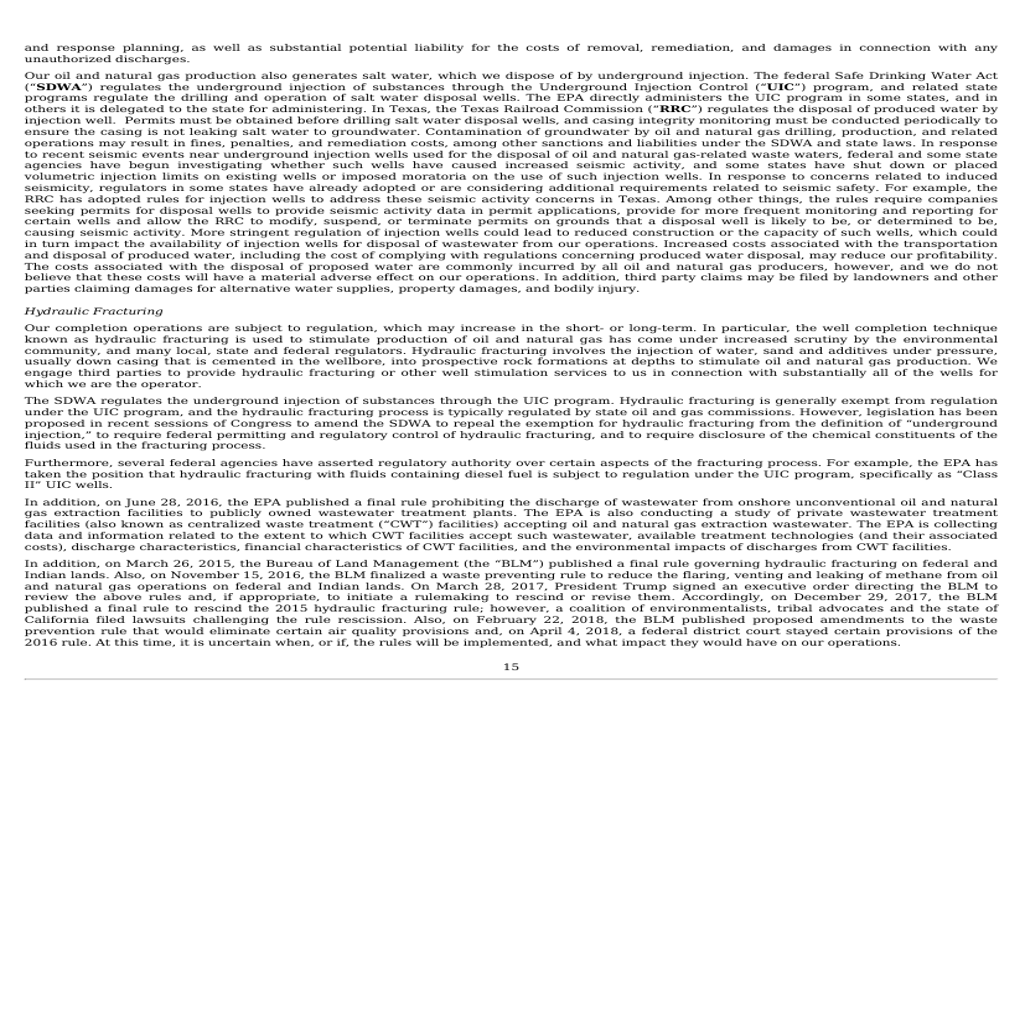 and response planning, as well as substantial potential liability for the costs of removal, remediation, and damages in connection with any
unauthorized discharges.
Our oil and natural gas production also generates salt water, which we dispose of by underground injection. The federal Safe Drinking Water Act
(“SDWA”) regulates the underground injection of substances through the Underground Injection Control (“UIC”) program, and related state
programs regulate the drilling and operation of salt water disposal wells. The EPA directly administers the UIC program in some states, and in
others it is delegated to the state for administering. In Texas, the Texas Railroad Commission (“RRC”) regulates the disposal of produced water by
injection well. Permits must be obtained before drilling salt water disposal wells, and casing integrity monitoring must be conducted periodically to
ensure the casing is not leaking salt water to groundwater. Contamination of groundwater by oil and natural gas drilling, production, and related
operations may result in fines, penalties, and remediation costs, among other sanctions and liabilities under the SDWA and state laws. In response
to recent seismic events near underground injection wells used for the disposal of oil and natural gas-related waste waters, federal and some state
agencies have begun investigating whether such wells have caused increased seismic activity, and some states have shut down or placed
volumetric injection limits on existing wells or imposed moratoria on the use of such injection wells. In response to concerns related to induced
seismicity, regulators in some states have already adopted or are considering additional requirements related to seismic safety. For example, the
RRC has adopted rules for injection wells to address these seismic activity concerns in Texas. Among other things, the rules require companies
seeking permits for disposal wells to provide seismic activity data in permit applications, provide for more frequent monitoring and reporting for
certain wells and allow the RRC to modify, suspend, or terminate permits on grounds that a disposal well is likely to be, or determined to be,
causing seismic activity. More stringent regulation of injection wells could lead to reduced construction or the capacity of such wells, which could
in turn impact the availability of injection wells for disposal of wastewater from our operations. Increased costs associated with the transportation
and disposal of produced water, including the cost of complying with regulations concerning produced water disposal, may reduce our profitability.
The costs associated with the disposal of proposed water are commonly incurred by all oil and natural gas producers, however, and we do not
believe that these costs will have a material adverse effect on our operations. In addition, third party claims may be filed by landowners and other
parties claiming damages for alternative water supplies, property damages, and bodily injury.
Hydraulic Fracturing
Our completion operations are subject to regulation, which may increase in the short- or long-term. In particular, the well completion technique
known as hydraulic fracturing is used to stimulate production of oil and natural gas has come under increased scrutiny by the environmental
community, and many local, state and federal regulators. Hydraulic fracturing involves the injection of water, sand and additives under pressure,
usually down casing that is cemented in the wellbore, into prospective rock formations at depths to stimulate oil and natural gas production. We
engage third parties to provide hydraulic fracturing or other well stimulation services to us in connection with substantially all of the wells for
which we are the operator.
The SDWA regulates the underground injection of substances through the UIC program. Hydraulic fracturing is generally exempt from regulation
under the UIC program, and the hydraulic fracturing process is typically regulated by state oil and gas commissions. However, legislation has been
proposed in recent sessions of Congress to amend the SDWA to repeal the exemption for hydraulic fracturing from the definition of “underground
injection,” to require federal permitting and regulatory control of hydraulic fracturing, and to require disclosure of the chemical constituents of the
fluids used in the fracturing process.
Furthermore, several federal agencies have asserted regulatory authority over certain aspects of the fracturing process. For example, the EPA has
taken the position that hydraulic fracturing with fluids containing diesel fuel is subject to regulation under the UIC program, specifically as “Class
II” UIC wells.
In addition, on June 28, 2016, the EPA published a final rule prohibiting the discharge of wastewater from onshore unconventional oil and natural
gas extraction facilities to publicly owned wastewater treatment plants. The EPA is also conducting a study of private wastewater treatment
facilities (also known as centralized waste treatment (“CWT”) facilities) accepting oil and natural gas extraction wastewater. The EPA is collecting
data and information related to the extent to which CWT facilities accept such wastewater, available treatment technologies (and their associated
costs), discharge characteristics, financial characteristics of CWT facilities, and the environmental impacts of discharges from CWT facilities.
In addition, on March 26, 2015, the Bureau of Land Management (the “BLM”) published a final rule governing hydraulic fracturing on federal and
Indian lands. Also, on November 15, 2016, the BLM finalized a waste preventing rule to reduce the flaring, venting and leaking of methane from oil
and natural gas operations on federal and Indian lands. On March 28, 2017, President Trump signed an executive order directing the BLM to
review the above rules and, if appropriate, to initiate a rulemaking to rescind or revise them. Accordingly, on December 29, 2017, the BLM
published a final rule to rescind the 2015 hydraulic fracturing rule; however, a coalition of environmentalists, tribal advocates and the state of
California filed lawsuits challenging the rule rescission. Also, on February 22, 2018, the BLM published proposed amendments to the waste
prevention rule that would eliminate certain air quality provisions and, on April 4, 2018, a federal district court stayed certain provisions of the
2016 rule. At this time, it is uncertain when, or if, the rules will be implemented, and what impact they would have on our operations.
15